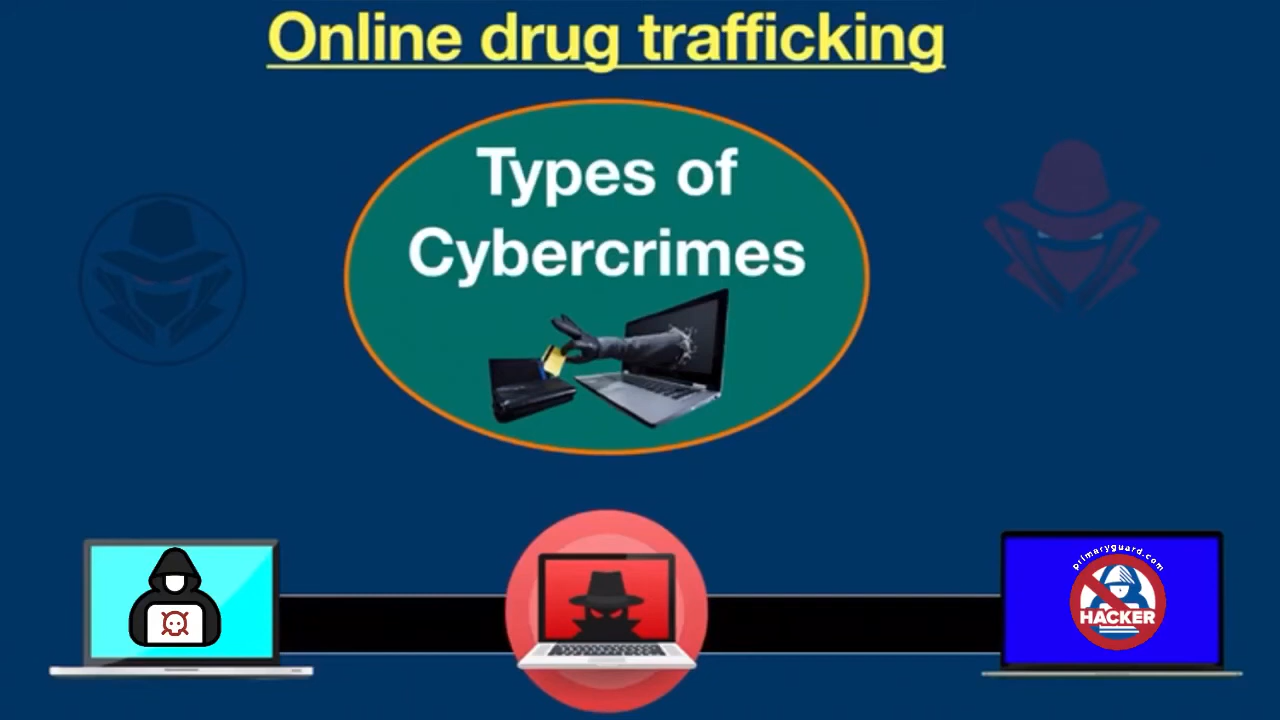 Online drug trafficking
Types of
Cybercrimes
primaryguard.com
HACKER